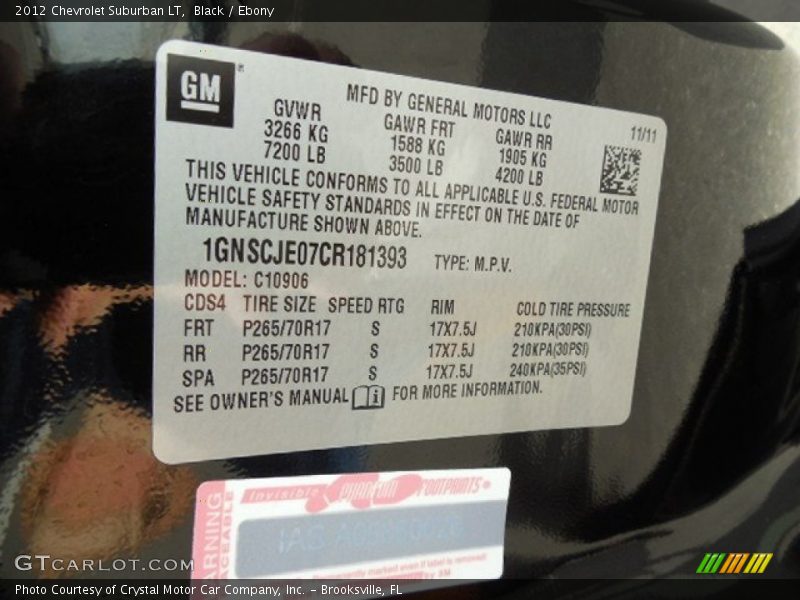 2012 Chevrolet Suburban LT, Black / Ebony
GM
MFD BY GENERAL MOTORS LLC
11/11
GVWR GAWR FRT GAWR RR
3266 KG 1588 KG 1905 KG
7200 LB 3500 LB 4200 LB
THIS VEHICLE CONFORMS TO ALL APPLICABLE U.S. FEDERAL MOTOR
VEHICLE SAFETY STANDARDS IN EFFECT ON THE DATE OF
MANUFACTURE SHOWN ABOVE.
1GNSCJE07CR181393 TYPE: M.P.V.
MODEL: C10906
CDS4 TIRE SIZE SPEED RTG RIM COLD TIRE PRESSURE
FRT P265/70R17 S 17X7.5J 210KPA(30PSI)
RR P265/70R17 S 17X7.5J 210KPA(30PSI)
SPA P265/70R17 S 17X7.5J 240KPA(35PSI)
SEE OWNER'S MANUAL i FOR MORE INFORMATION.
Invisible PHANTOM FOOTPRINTS
WARNING
GTCARLOT.COM
Photo Courtesy of Crystal Motor Car Company, Inc. - Brooksville, FL